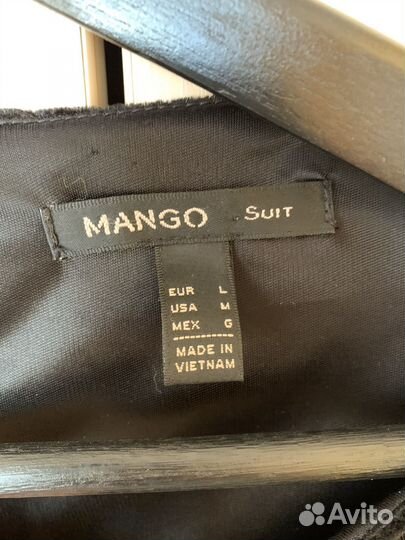 MANGO SUIT
EUR L
USA M
MEX G
MADE IN
VIETNAM
Avito